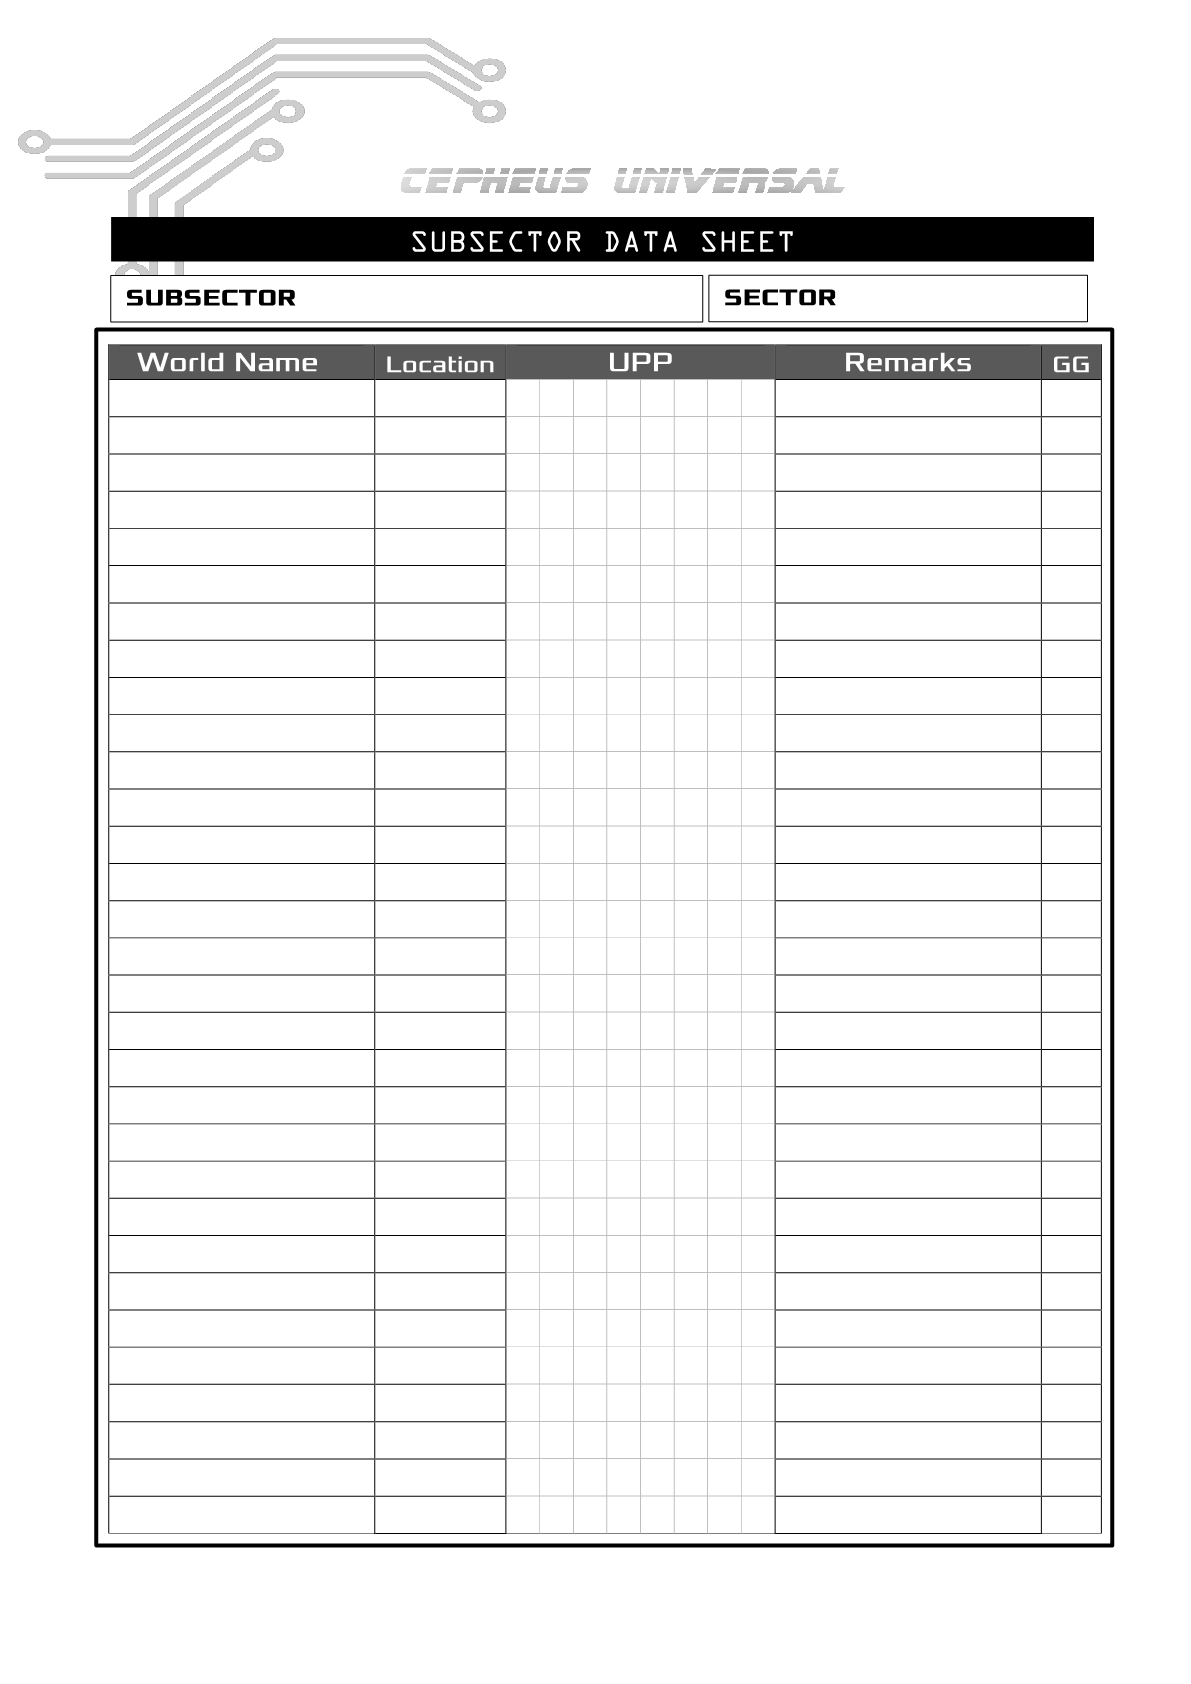 CEPHEUS UNIVERSAL
SUBSECTOR DATA SHEET
SUBSECTOR SECTOR
World Name Location UPP Remarks GG